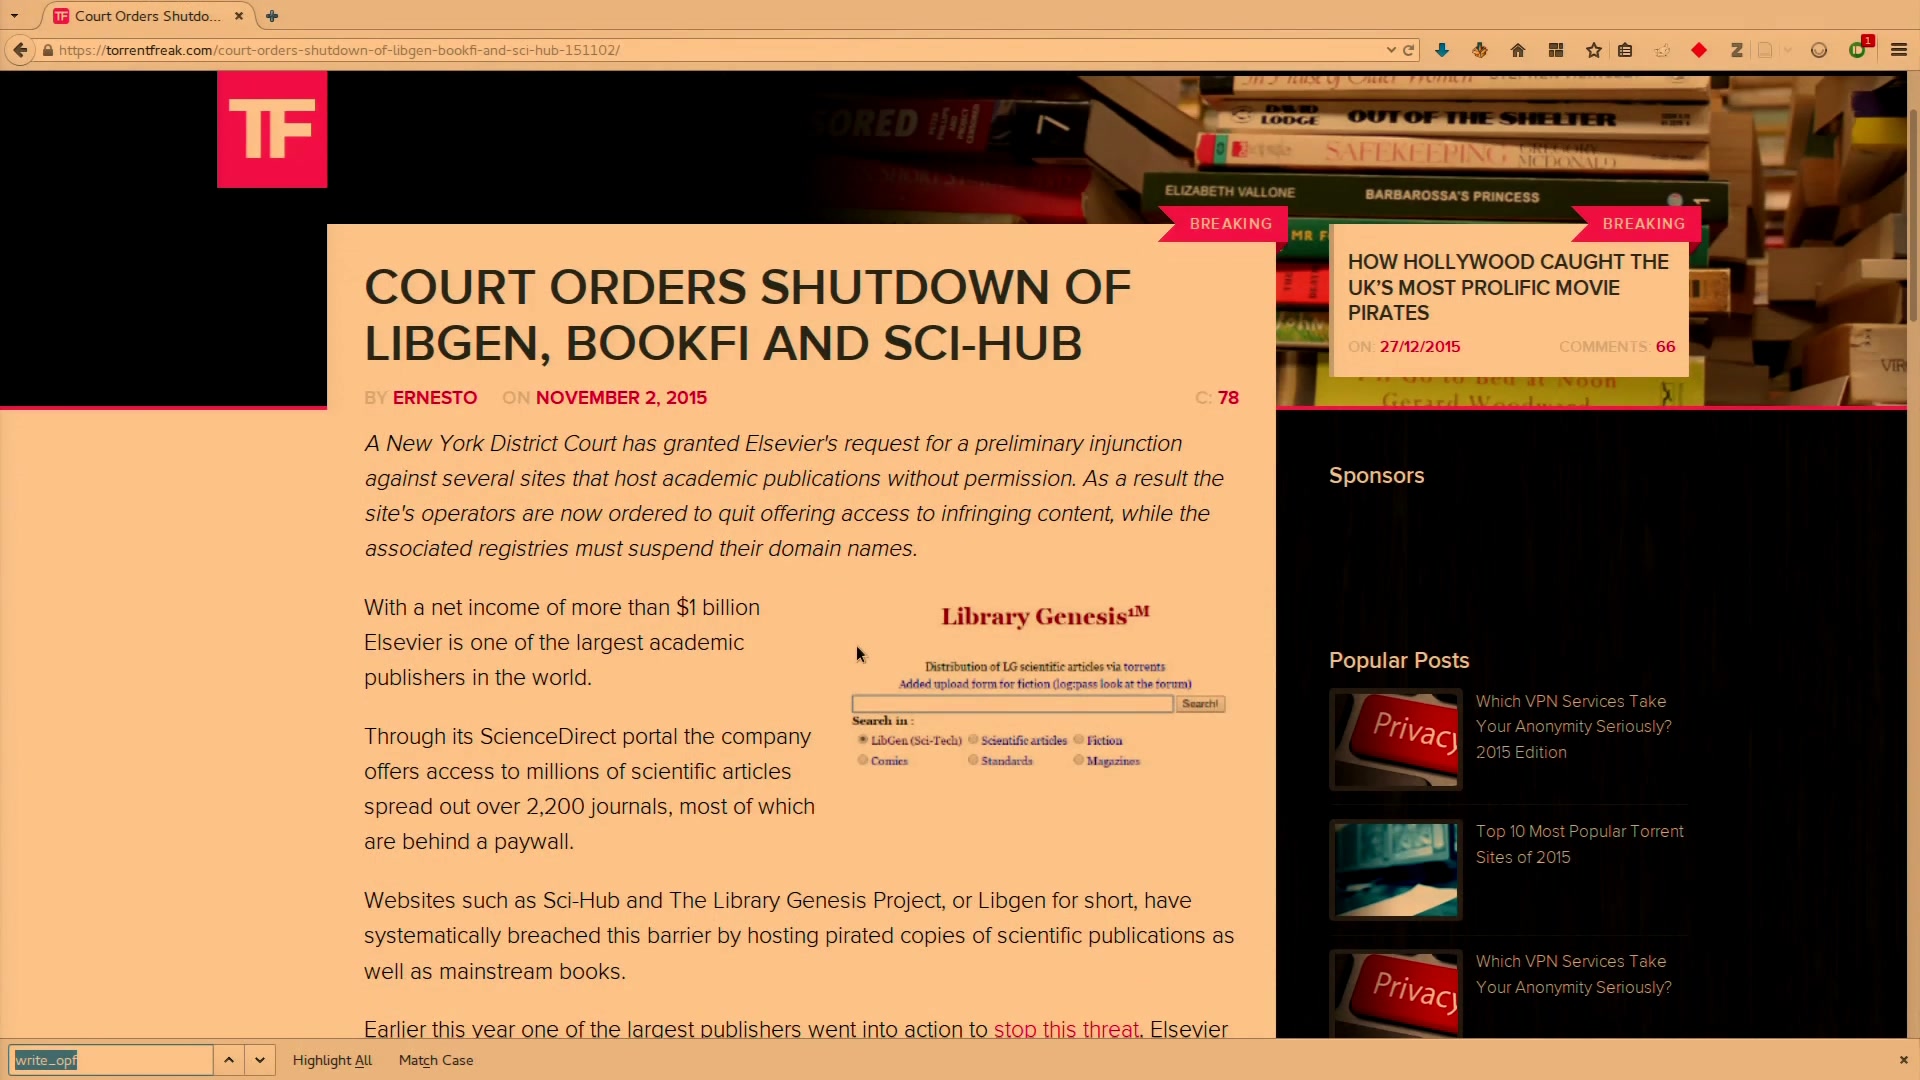 Court Orders Shutdo...
https://torrentfreak.com/court-orders-shutdown-of-libgen-bookfi-and-sci-hub-151102/
1
TF
DAVID LODGE OUT OF THE SHELTER
SAFEKEEPING GREGORY MCDONALD
ELIZABETH VALLONE BARBAROSSA'S PRINCESS
BREAKING
BREAKING
COURT ORDERS SHUTDOWN OF
LIBGEN, BOOKFI AND SCI-HUB
BY ERNESTO ON NOVEMBER 2, 2015 C: 78
HOW HOLLYWOOD CAUGHT THE
UK'S MOST PROLIFIC MOVIE
PIRATES
ON: 27/12/2015 COMMENTS: 66
Gerard Woodward
A New York District Court has granted Elsevier's request for a preliminary injunction
against several sites that host academic publications without permission. As a result the
site's operators are now ordered to quit offering access to infringing content, while the
associated registries must suspend their domain names.
With a net income of more than $1 billion
Elsevier is one of the largest academic
publishers in the world.
Through its ScienceDirect portal the company
offers access to millions of scientific articles
spread out over 2,200 journals, most of which
are behind a paywall.
Library Genesis1M
Distribution of LG scientific articles via torrents
Added upload form for fiction (log:pass look at the forum)
Search!
Search in :
LibGen (Sci-Tech) Scientific articles Fiction
Comics Standards Magazines
Websites such as Sci-Hub and The Library Genesis Project, or Libgen for short, have
systematically breached this barrier by hosting pirated copies of scientific publications as
well as mainstream books.
Earlier this year one of the largest publishers went into action to stop this threat. Elsevier
Sponsors
Popular Posts
Privacy
Which VPN Services Take
Your Anonymity Seriously?
2015 Edition
Top 10 Most Popular Torrent
Sites of 2015
Privacy
Which VPN Services Take
Your Anonymity Seriously?
write_opf
Highlight All
Match Case